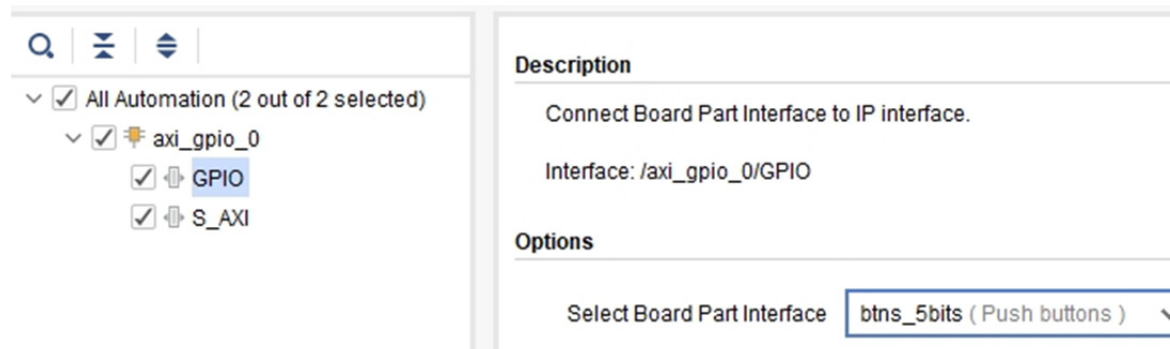 All Automation (2 out of 2 selected)
axi_gpio_0
GPIO
S_AXI
Description
Connect Board Part Interface to IP interface.
Interface: /axi_gpio_0/GPIO
Options
Select Board Part Interface btns_5bits ( Push buttons )